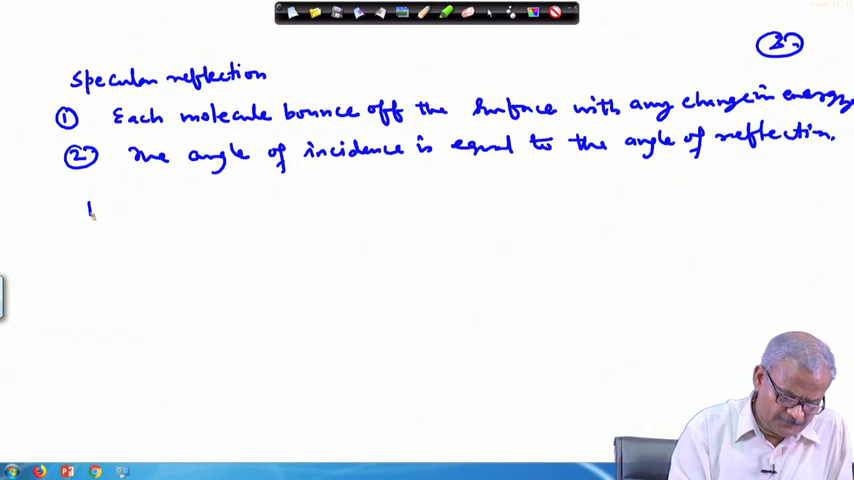 Specular reflection
① Each molecule bounce off the surface with any change in energy
② The angle of incidence is equal to the angle of reflection.